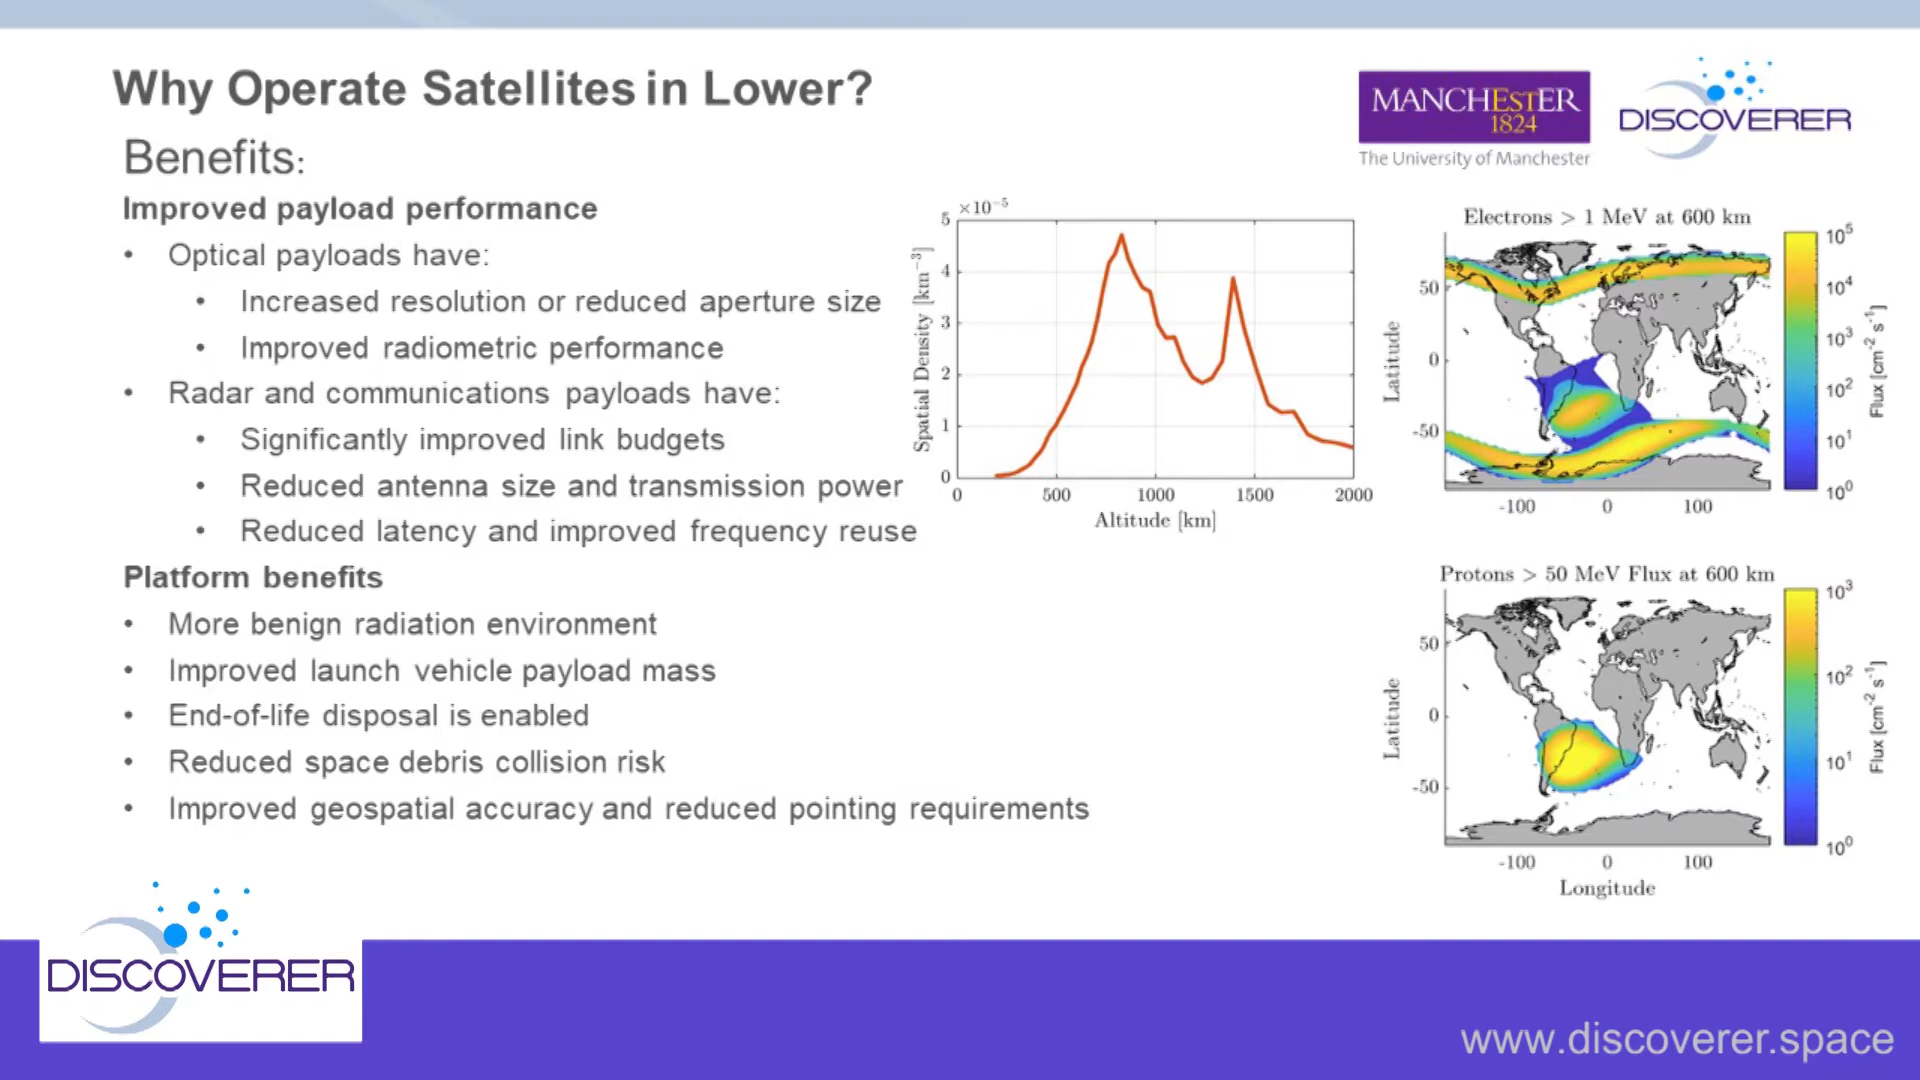 Why Operate Satellites in Lower?
MANCHESTER
1824
The University of Manchester
DISCOVERER
Benefits:
Improved payload performance
• Optical payloads have:
• Increased resolution or reduced aperture size
• Improved radiometric performance
• Radar and communications payloads have:
• Significantly improved link budgets
• Reduced antenna size and transmission power
• Reduced latency and improved frequency reuse
Platform benefits
• More benign radiation environment
• Improved launch vehicle payload mass
• End-of-life disposal is enabled
• Reduced space debris collision risk
• Improved geospatial accuracy and reduced pointing requirements
×10⁻⁵
5
4
3
2
1
0
Spatial Density [km⁻³]
0 500 1000 1500 2000
Altitude [km]
Electrons > 1 MeV at 600 km
50
0
-50
Latitude
-100 0 100
10⁵
10⁴
10³
10²
10¹
10⁰
Flux [cm⁻² s⁻¹]
Protons > 50 MeV Flux at 600 km
50
0
-50
Latitude
-100 0 100
Longitude
10³
10²
10¹
10⁰
Flux [cm⁻² s⁻¹]
DISCOVERER
www.discoverer.space